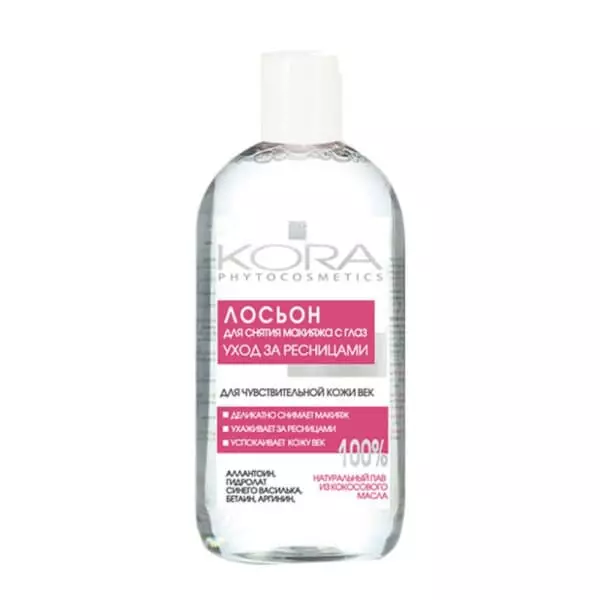 KORA
PHYTOCOSMETICS
ЛОСЬОН
ДЛЯ СНЯТИЯ МАКИЯЖА С ГЛАЗ
УХОД ЗА РЕСНИЦАМИ
ДЛЯ ЧУВСТВИТЕЛЬНОЙ КОЖИ ВЕК
ДЕЛИКАТНО СНИМАЕТ МАКИЯЖ
УХАЖИВАЕТ ЗА РЕСНИЦАМИ
УСПОКАИВАЕТ КОЖУ ВЕК
100%
АЛЛАНТОИН,
ГИДРОЛАТ
СИНЕГО ВАСИЛЬКА,
БЕТАИН, АРГИНИН,
НАТУРАЛЬНЫЙ ПАВ
ИЗ КОКОСОВОГО
МАСЛА